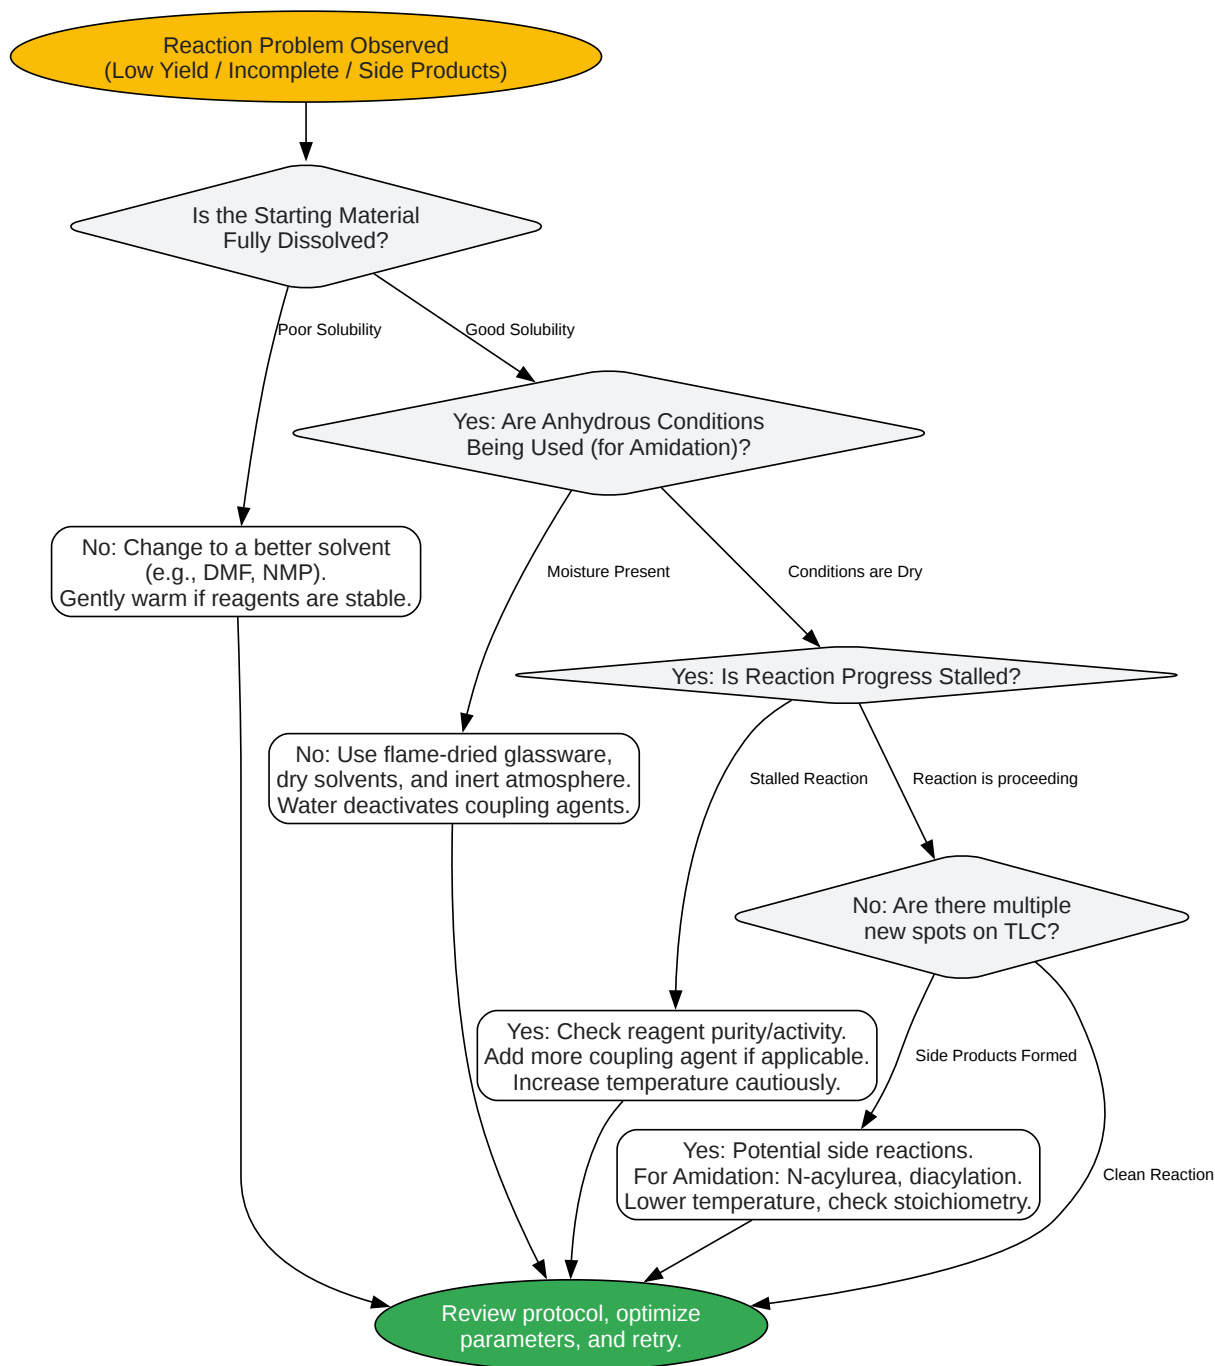 Reaction Problem Observed
(Low Yield / Incomplete / Side Products)
Is the Starting Material
Fully Dissolved?
Poor Solubility
Good Solubility
Yes: Are Anhydrous Conditions
Being Used (for Amidation)?
No: Change to a better solvent
(e.g., DMF, NMP).
Gently warm if reagents are stable.
Moisture Present
Conditions are Dry
Yes: Is Reaction Progress Stalled?
No: Use flame-dried glassware,
dry solvents, and inert atmosphere.
Water deactivates coupling agents.
Stalled Reaction
Reaction is proceeding
No: Are there multiple
new spots on TLC?
Yes: Check reagent purity/activity.
Add more coupling agent if applicable.
Increase temperature cautiously.
Side Products Formed
Yes: Potential side reactions.
For Amidation: N-acylurea, diacylation.
Lower temperature, check stoichiometry.
Clean Reaction
Review protocol, optimize
parameters, and retry.